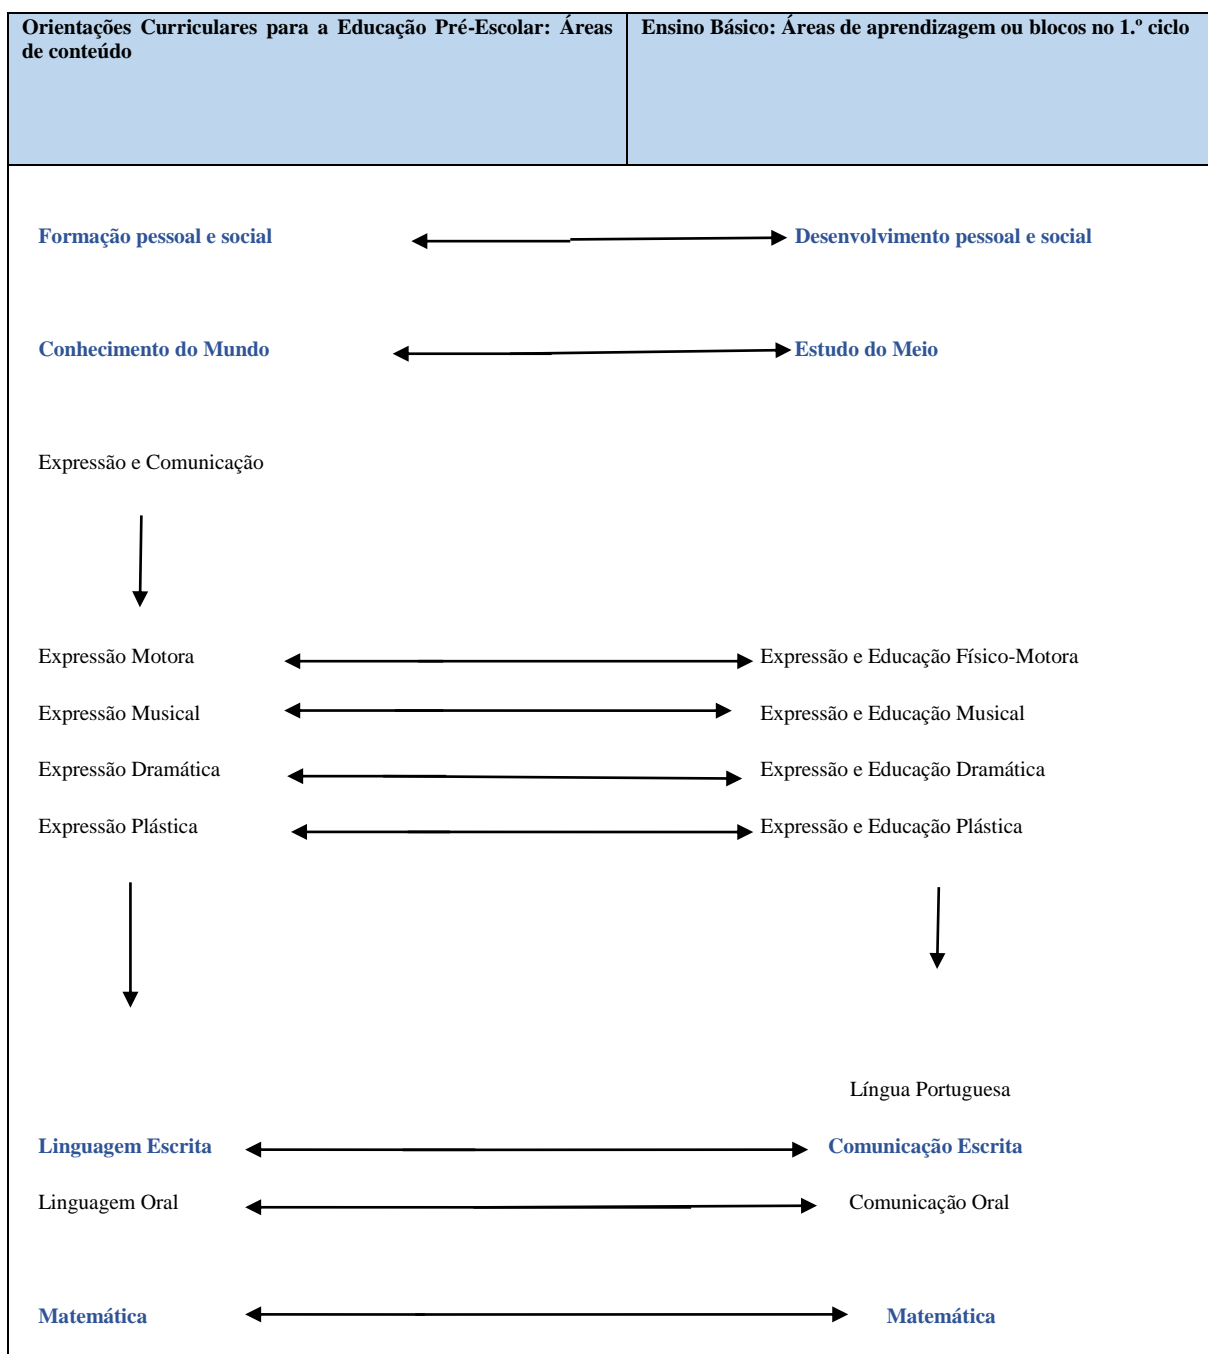 Orientações Curriculares para a Educação Pré-Escolar: Áreas
de conteúdo
Ensino Básico: Áreas de aprendizagem ou blocos no 1.º ciclo
Formação pessoal e social
Desenvolvimento pessoal e social
Conhecimento do Mundo
Estudo do Meio
Expressão e Comunicação
Expressão Motora
Expressão e Educação Físico-Motora
Expressão Musical
Expressão e Educação Musical
Expressão Dramática
Expressão e Educação Dramática
Expressão Plástica
Expressão e Educação Plástica
Língua Portuguesa
Linguagem Escrita
Comunicação Escrita
Linguagem Oral
Comunicação Oral
Matemática
Matemática